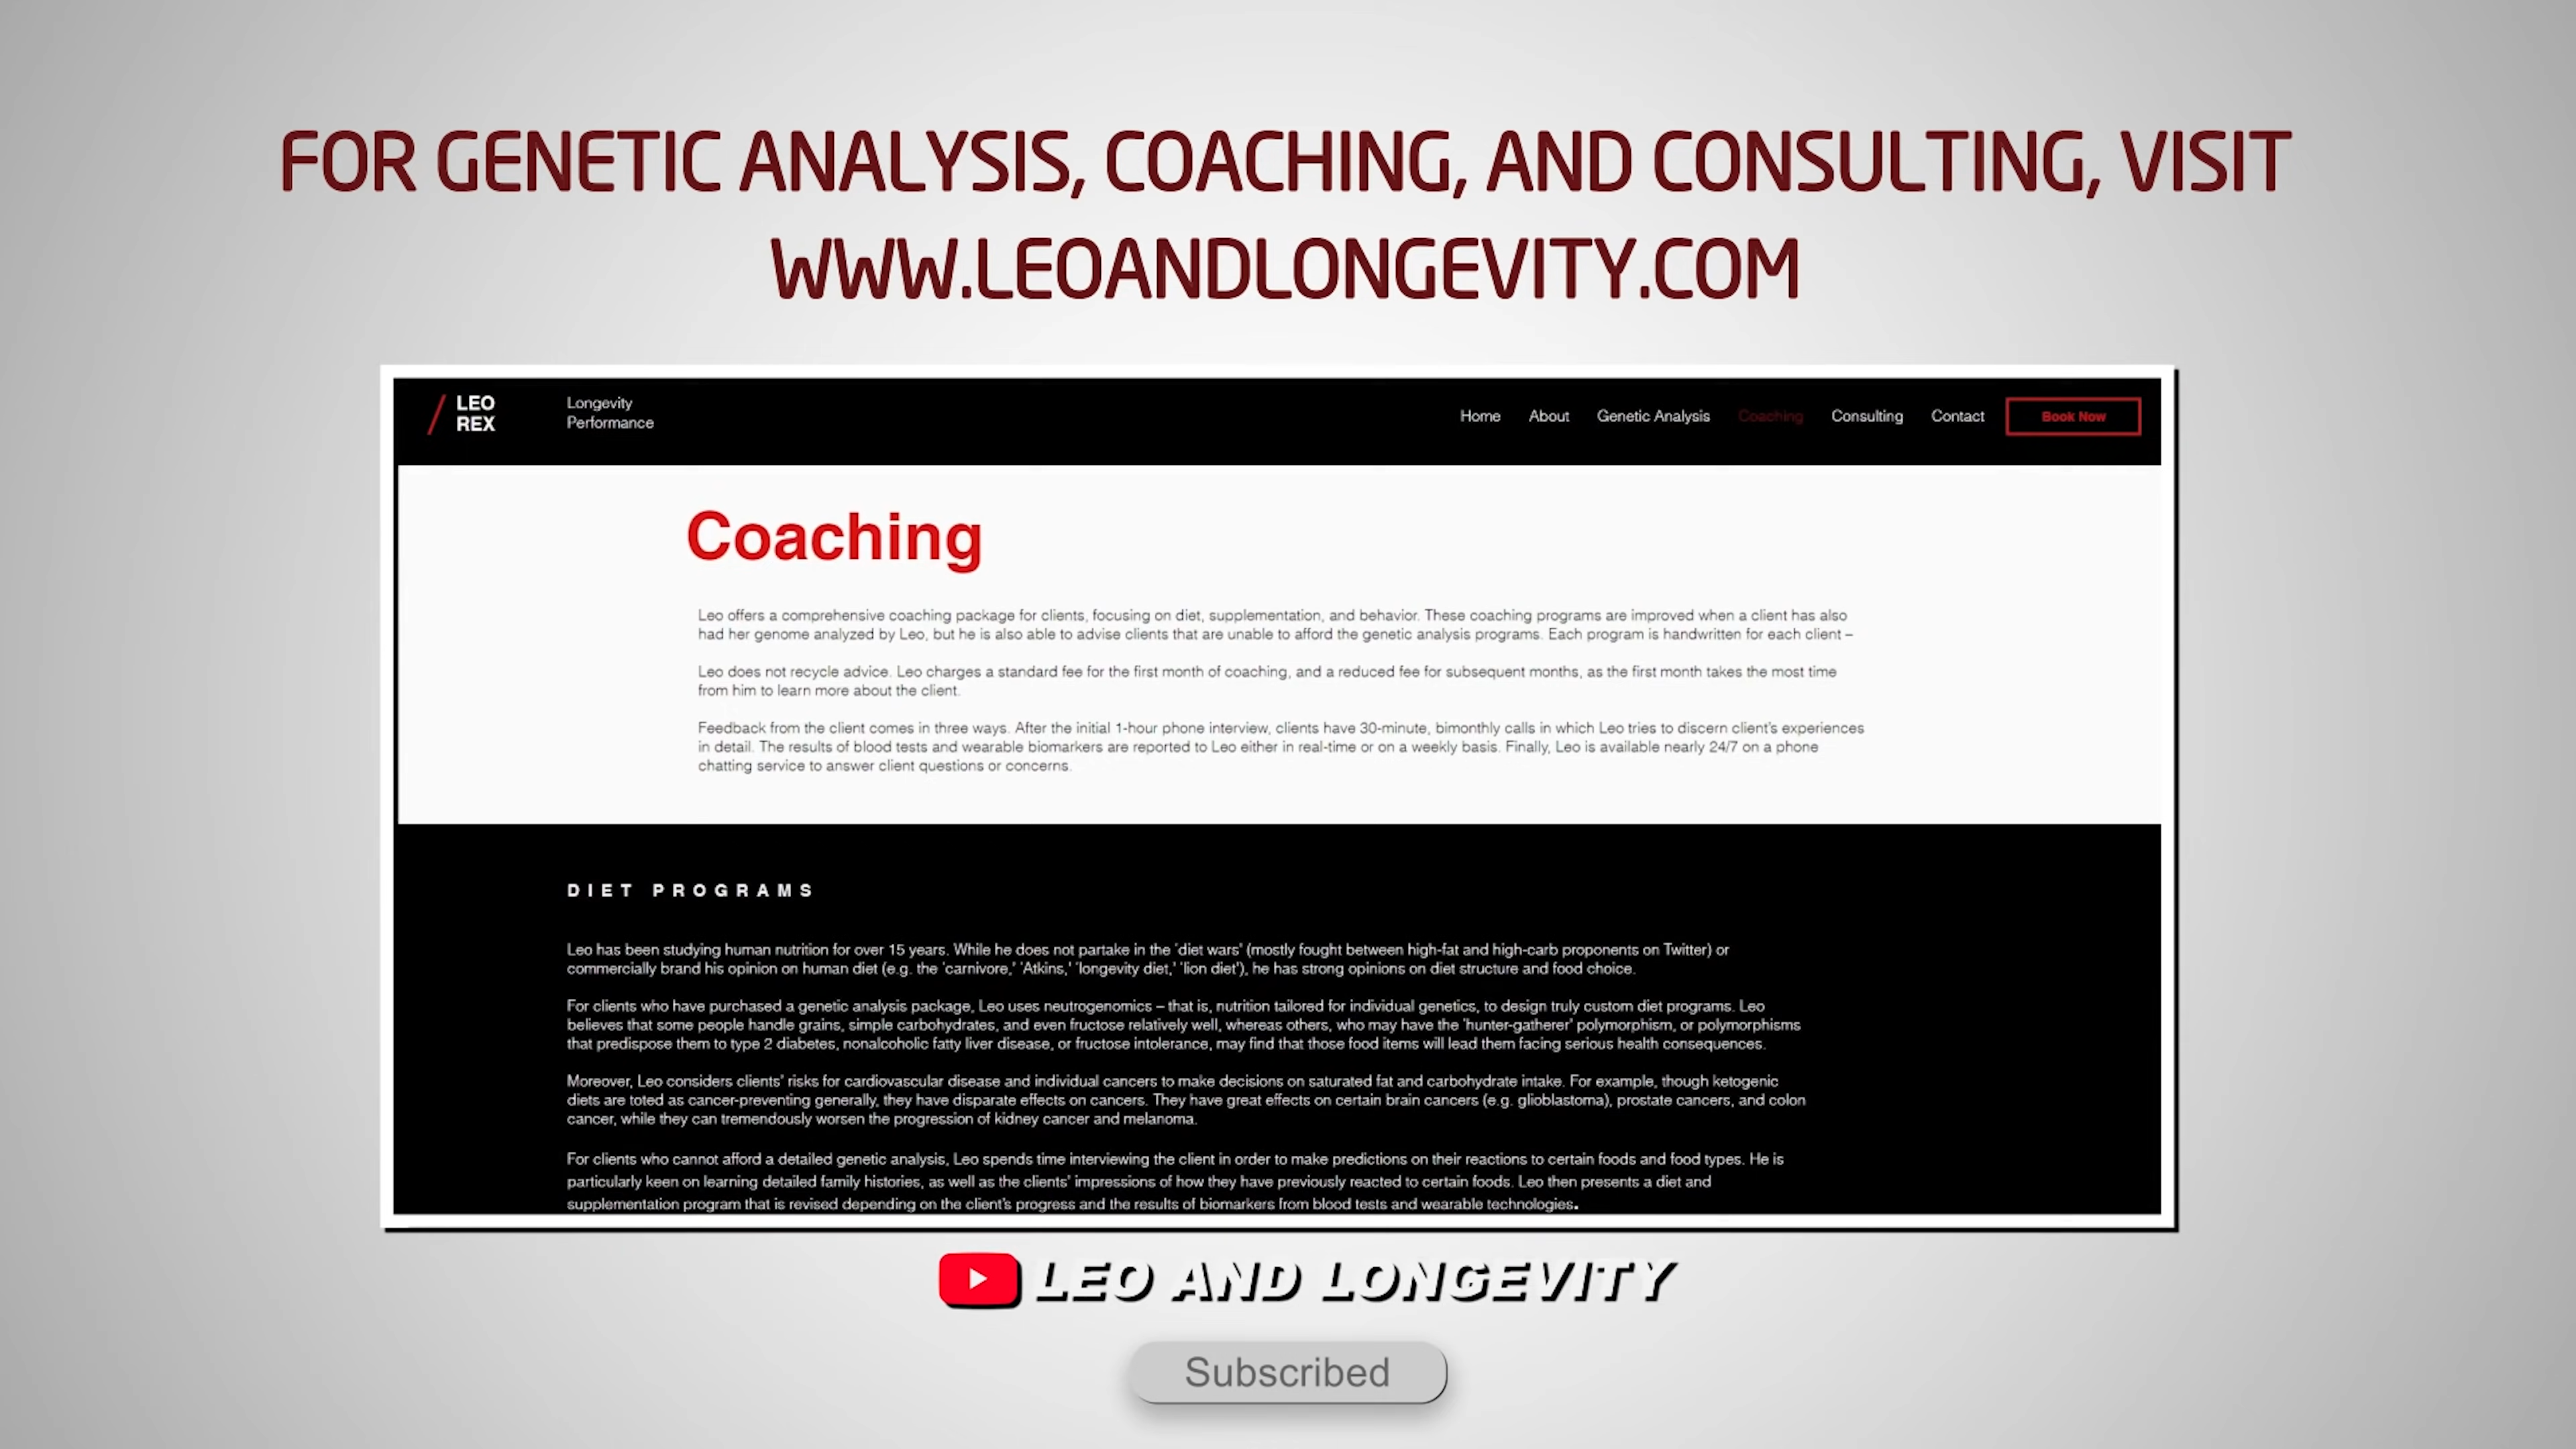 FOR GENETIC ANALYSIS, COACHING, AND CONSULTING, VISIT
WWW.LEOANDLONGEVITY.COM
LEO
REX
Longevity
Performance
Home About Genetic Analysis Coaching Consulting Contact Book Now
Coaching
Leo offers a comprehensive coaching package for clients, focusing on diet, supplementation, and behavior. These coaching programs are improved when a client has also
had her genome analyzed by Leo, but he is also able to advise clients that are unable to afford the genetic analysis programs. Each program is handwritten for each client –
Leo does not recycle advice. Leo charges a standard fee for the first month of coaching, and a reduced fee for subsequent months, as the first month takes the most time
from him to learn more about the client.
Feedback from the client comes in three ways. After the initial 1-hour phone interview, clients have 30-minute, bimonthly calls in which Leo tries to discern client's experiences
in detail. The results of blood tests and wearable biomarkers are reported to Leo either in real-time or on a weekly basis. Finally, Leo is available nearly 24/7 on a phone
chatting service to answer client questions or concerns.
DIET PROGRAMS
Leo has been studying human nutrition for over 15 years. While he does not partake in the 'diet wars' (mostly fought between high-fat and high-carb proponents on Twitter) or
commercially brand his opinion on human diet (e.g. the 'carnivore,' 'Atkins,' 'longevity diet,' 'lion diet'), he has strong opinions on diet structure and food choice.
For clients who have purchased a genetic analysis package, Leo uses neutrogenomics – that is, nutrition tailored for individual genetics, to design truly custom diet programs. Leo
believes that some people handle grains, simple carbohydrates, and even fructose relatively well, whereas others, who may have the 'hunter-gatherer' polymorphism, or polymorphisms
that predispose them to type 2 diabetes, nonalcoholic fatty liver disease, or fructose intolerance, may find that those food items will lead them facing serious health consequences.
Moreover, Leo considers clients' risks for cardiovascular disease and individual cancers to make decisions on saturated fat and carbohydrate intake. For example, though ketogenic
diets are toted as cancer-preventing generally, they have disparate effects on cancers. They have great effects on certain brain cancers (e.g. glioblastoma), prostate cancers, and colon
cancer, while they can tremendously worsen the progression of kidney cancer and melanoma.
For clients who cannot afford a detailed genetic analysis, Leo spends time interviewing the client in order to make predictions on their reactions to certain foods and food types. He is
particularly keen on learning detailed family histories, as well as the clients' impressions of how they have previously reacted to certain foods. Leo then presents a diet and
supplementation program that is revised depending on the client's progress and the results of biomarkers from blood tests and wearable technologies.
LEO AND LONGEVITY
Subscribed